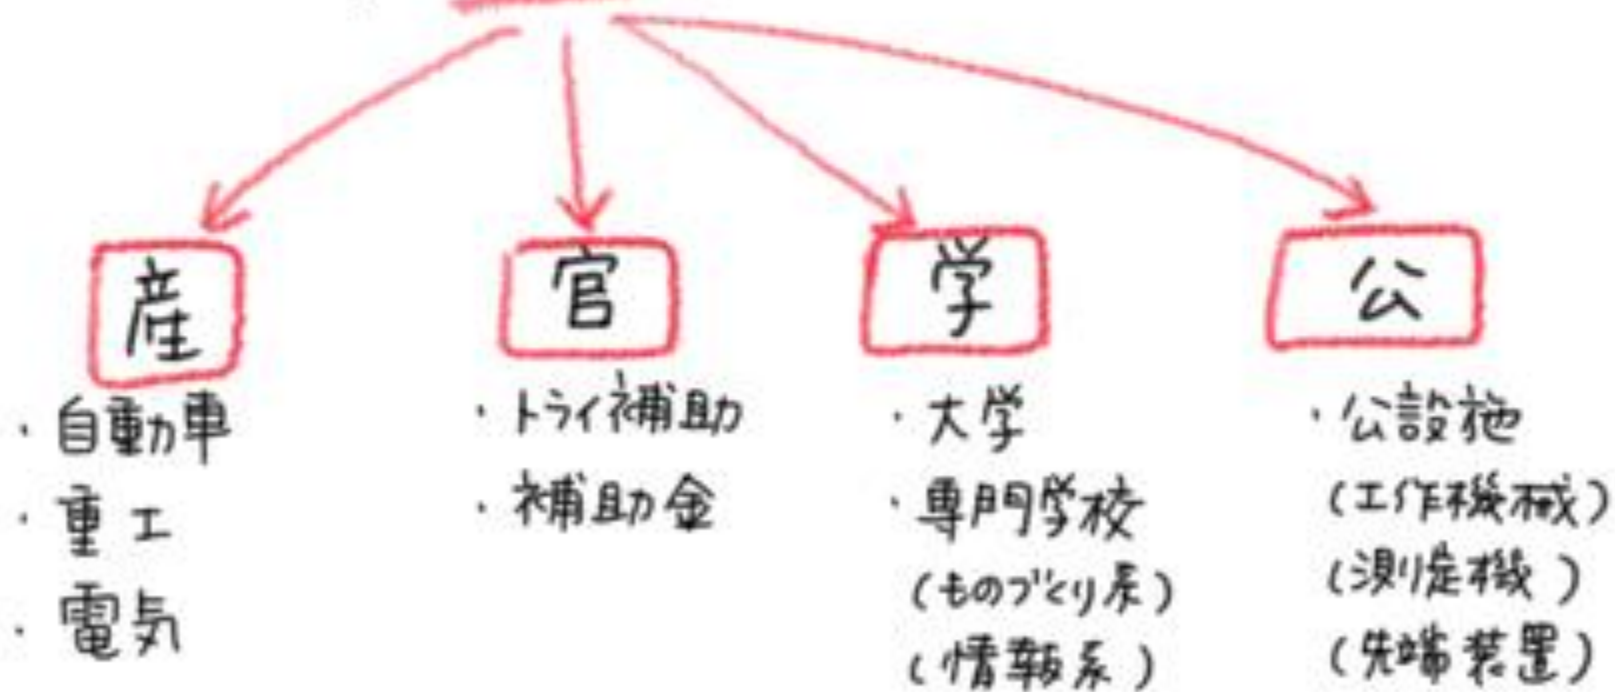 産
・自動車
・重工
・電気
官
・トライ補助
・補助金
学
・大学
・専門学校
(ものづくり系)
(情報系)
公
・公設施
(工作機械)
(測定機)
(先端装置)